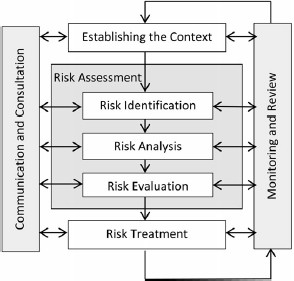 Establishing the Context
Risk Assessment
Risk Identification
Risk Analysis
Risk Evaluation
Risk Treatment
Communication and Consultation
Monitoring and Review